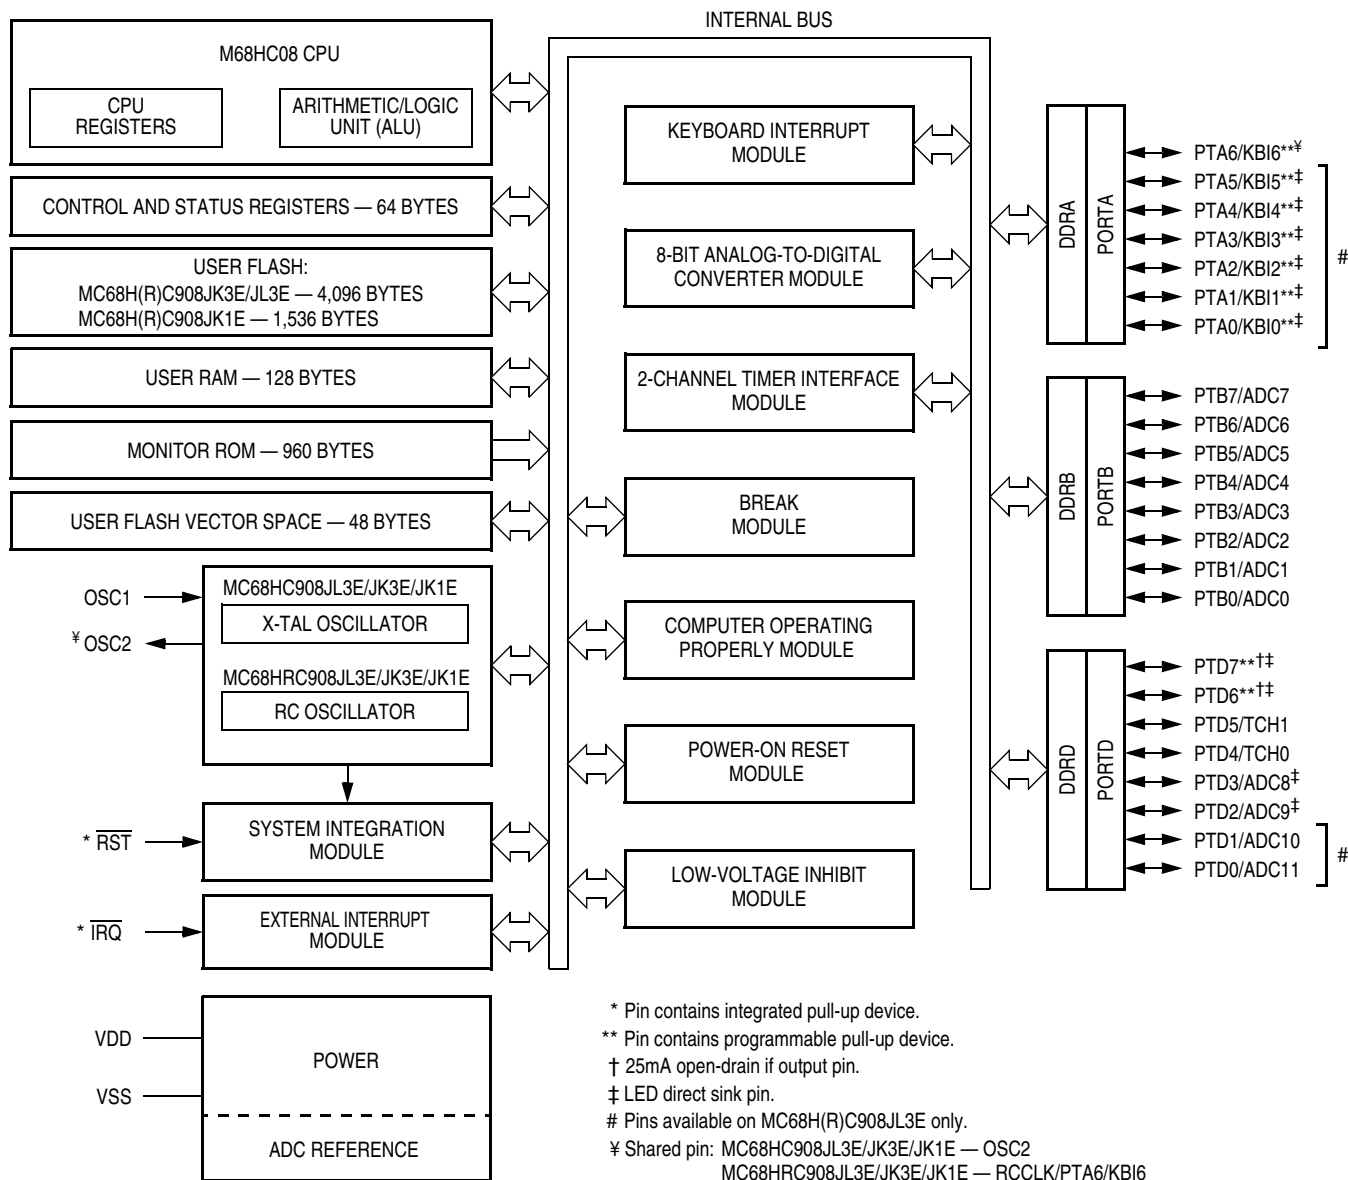 INTERNAL BUS
M68HC08 CPU
CPU
REGISTERS
ARITHMETIC/LOGIC
UNIT (ALU)
CONTROL AND STATUS REGISTERS — 64 BYTES
USER FLASH:
MC68H(R)C908JK3E/JL3E — 4,096 BYTES
MC68H(R)C908JK1E — 1,536 BYTES
USER RAM — 128 BYTES
MONITOR ROM — 960 BYTES
USER FLASH VECTOR SPACE — 48 BYTES
OSC1
¥ OSC2
MC68HC908JL3E/JK3E/JK1E
X-TAL OSCILLATOR
MC68HRC908JL3E/JK3E/JK1E
RC OSCILLATOR
* RST
SYSTEM INTEGRATION
MODULE
* IRQ
EXTERNAL INTERRUPT
MODULE
VDD
VSS
POWER
ADC REFERENCE
KEYBOARD INTERRUPT
MODULE
8-BIT ANALOG-TO-DIGITAL
CONVERTER MODULE
2-CHANNEL TIMER INTERFACE
MODULE
BREAK
MODULE
COMPUTER OPERATING
PROPERLY MODULE
POWER-ON RESET
MODULE
LOW-VOLTAGE INHIBIT
MODULE
DDRA
PORTA
PTA6/KBI6**¥
PTA5/KBI5**‡
PTA4/KBI4**‡
PTA3/KBI3**‡
PTA2/KBI2**‡
PTA1/KBI1**‡
PTA0/KBI0**‡
#
DDRB
PORTB
PTB7/ADC7
PTB6/ADC6
PTB5/ADC5
PTB4/ADC4
PTB3/ADC3
PTB2/ADC2
PTB1/ADC1
PTB0/ADC0
DDRD
PORTD
PTD7**†‡
PTD6**†‡
PTD5/TCH1
PTD4/TCH0
PTD3/ADC8‡
PTD2/ADC9‡
PTD1/ADC10
PTD0/ADC11
#
* Pin contains integrated pull-up device.
** Pin contains programmable pull-up device.
† 25mA open-drain if output pin.
‡ LED direct sink pin.
# Pins available on MC68H(R)C908JL3E only.
¥ Shared pin: MC68HC908JL3E/JK3E/JK1E — OSC2
MC68HRC908JL3E/JK3E/JK1E — RCCLK/PTA6/KBI6